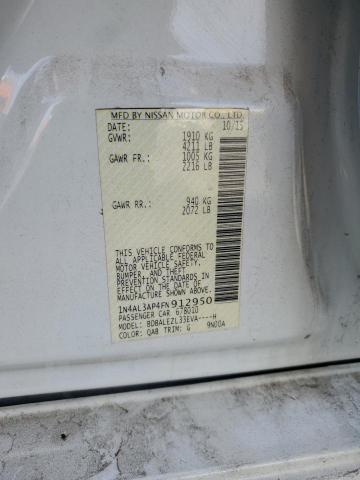 MFD BY NISSAN MOTOR CO., LTD.
DATE: 10/15
GVWR: 1910 KG
4211 LB
GAWR FR: 1005 KG
2216 LB
GAWR RR: 940 KG
2072 LB
THIS VEHICLE CONFORMS TO
ALL APPLICABLE FEDERAL
MOTOR VEHICLE SAFETY,
BUMPER, AND THEFT
PREVENTION STANDARDS
IN EFFECT ON THE DATE OF
MANUFACTURE SHOWN ABOVE.
1N4AL3AP4FN912950
PASSENGER CAR 678010
MODEL: BDBALEZL33EVA----H
COLOR: QAB TRIM: G 9N00A